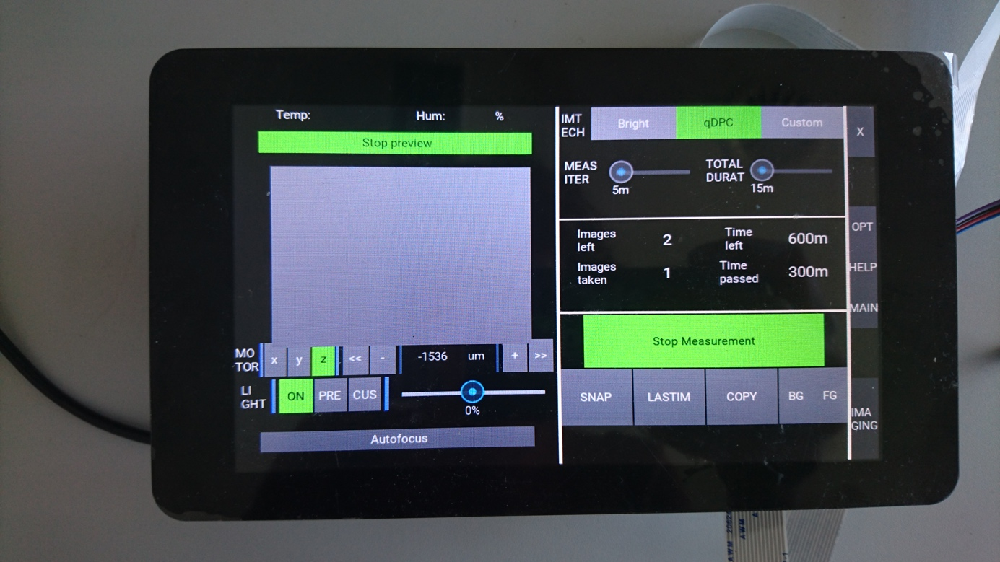 Temp: Hum: %
Stop preview
MO
TOR
x y z << - -1536 um + >>
LI
GHT
ON PRE CUS
0%
Autofocus
IMT
ECH
Bright qDPC Custom
MEAS
ITER
5m
TOTAL
DURAT
15m
Images
left
2
Time
left
600m
Images
taken
1
Time
passed
300m
Stop Measurement
SNAP LASTIM COPY BG FG
X
OPT
HELP
MAIN
IMA
GING
AWM
AWM